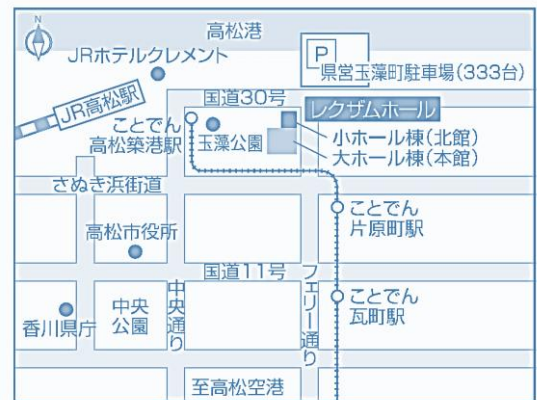 N
高松港
JRホテルクレメント
P
県営玉藻町駐車場(333台)
JR高松駅
国道30号
レクザムホール
ことでん
高松築港駅
玉藻公園
小ホール棟(北館)
大ホール棟(本館)
さぬき浜街道
ことでん
片原町駅
高松市役所
国道11号
中央通り
フェリー通り
ことでん
瓦町駅
香川県庁
中央
公園
至高松空港